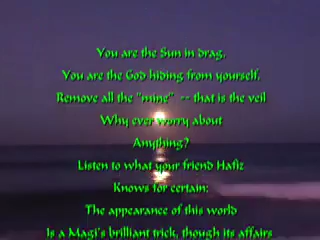 You are the Sun in drag.
You are the God hiding from yourself.
Remove all the "mine" -- that is the veil
Why ever worry about
Anything?
Listen to what your friend Hafiz
Knows for certain:
The appearance of this world
Is a Magi's brilliant trick, though its affairs